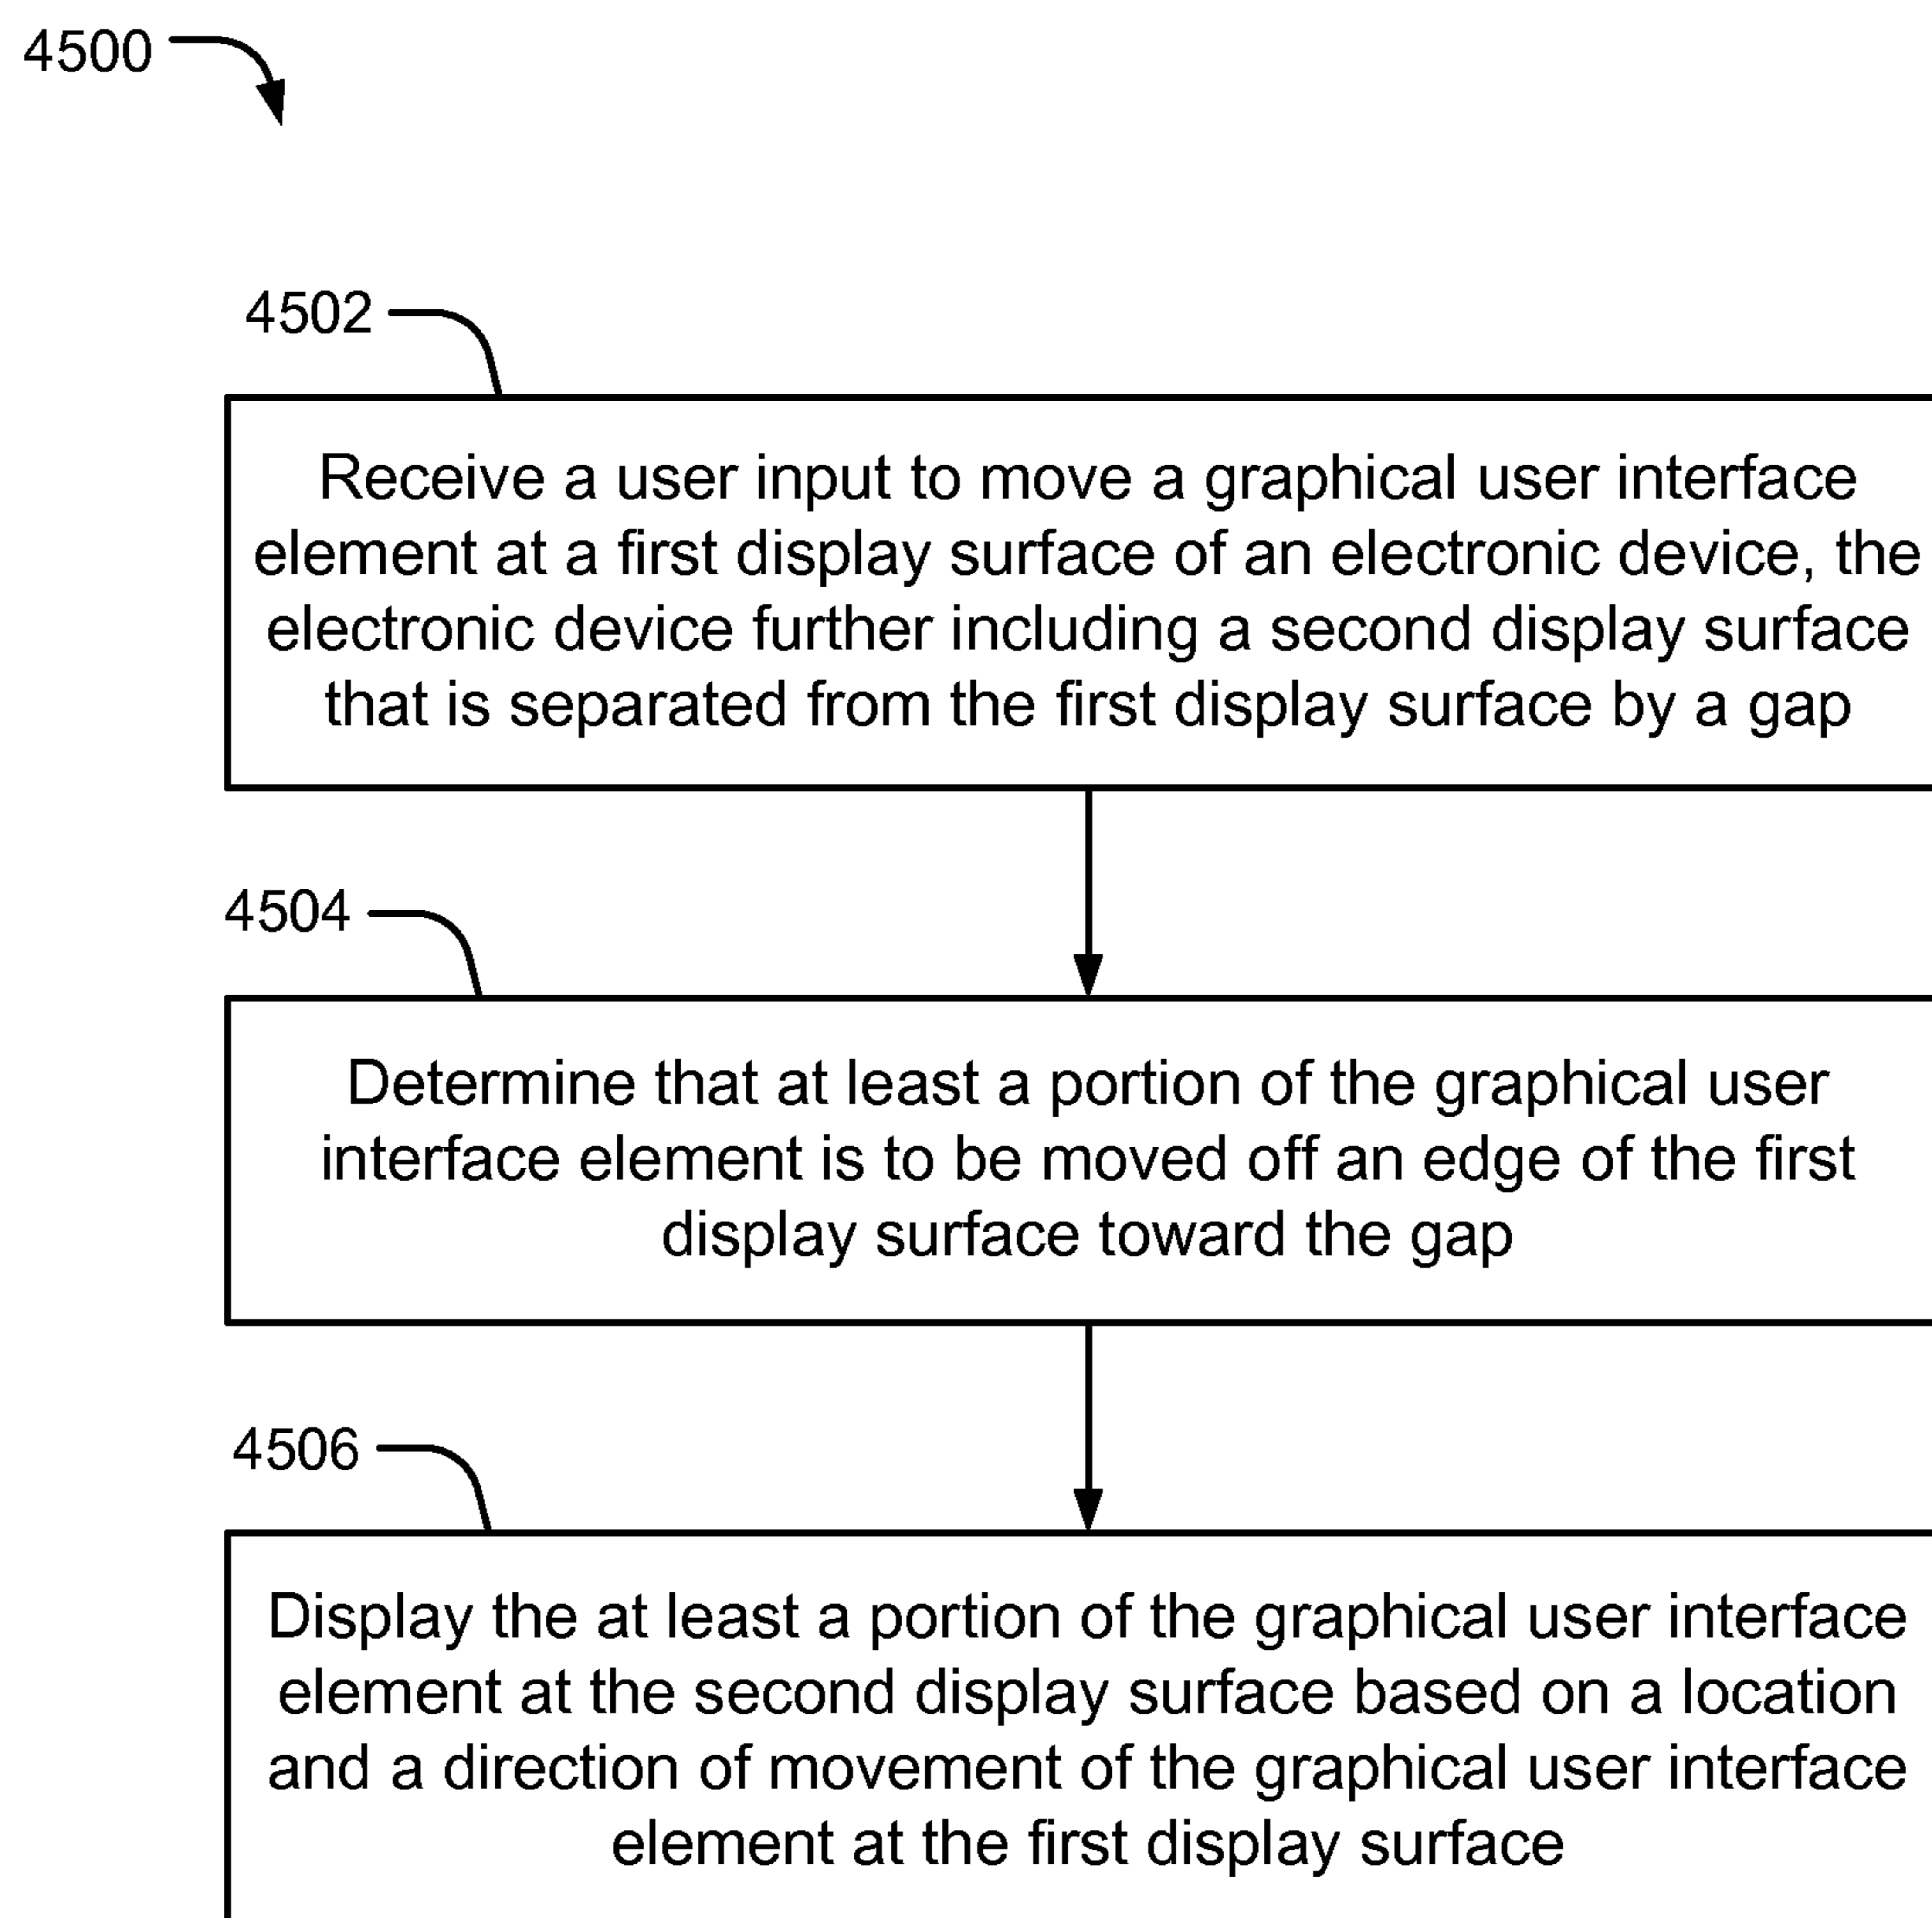 4500
4502
Receive a user input to move a graphical user interface
element at a first display surface of an electronic device, the
electronic device further including a second display surface
that is separated from the first display surface by a gap
4504
Determine that at least a portion of the graphical user
interface element is to be moved off an edge of the first
display surface toward the gap
4506
Display the at least a portion of the graphical user interface
element at the second display surface based on a location
and a direction of movement of the graphical user interface
element at the first display surface